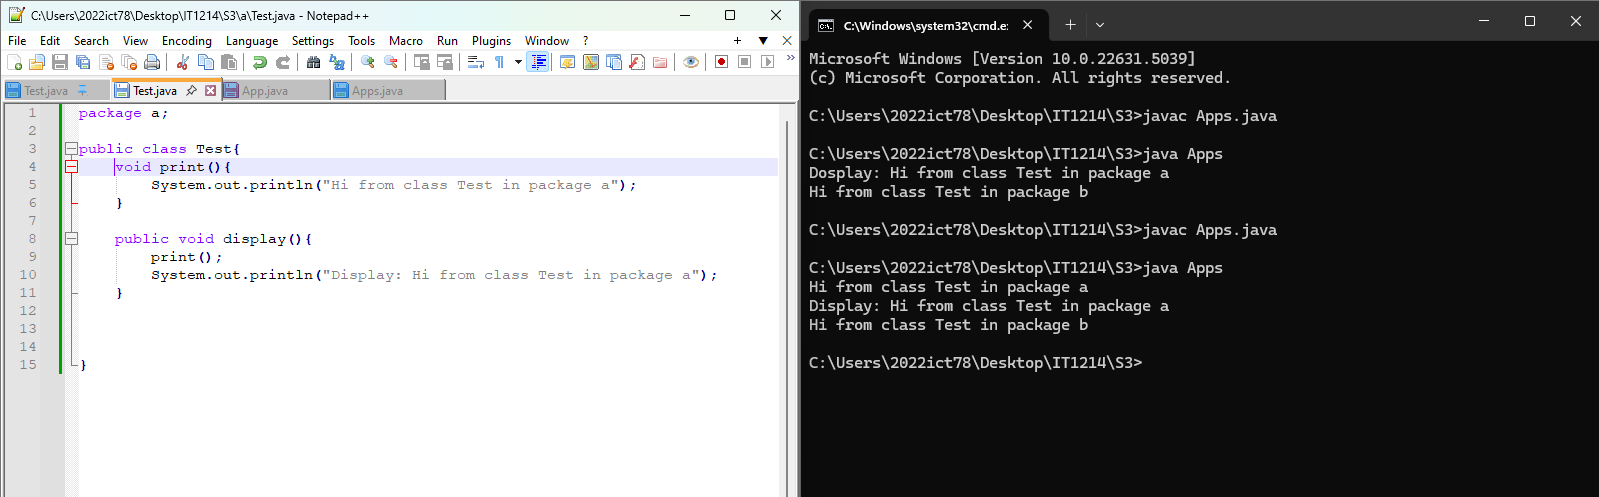 C:\Users\2022ict78\Desktop\IT1214\S3\a\Test.java - Notepad++
File Edit Search View Encoding Language Settings Tools Macro Run Plugins Window ?
Test.java Test.java App.java Apps.java
1 package a;
2
3 public class Test{
4 void print(){
5 System.out.println("Hi from class Test in package a");
6 }
7
8 public void display(){
9 print();
10 System.out.println("Display: Hi from class Test in package a");
11 }
12
13
14
15 }
C:\Windows\system32\cmd.e:
Microsoft Windows [Version 10.0.22631.5039]
(c) Microsoft Corporation. All rights reserved.
C:\Users\2022ict78\Desktop\IT1214\S3>javac Apps.java
C:\Users\2022ict78\Desktop\IT1214\S3>java Apps
Dosplay: Hi from class Test in package a
Hi from class Test in package b
C:\Users\2022ict78\Desktop\IT1214\S3>javac Apps.java
C:\Users\2022ict78\Desktop\IT1214\S3>java Apps
Hi from class Test in package a
Display: Hi from class Test in package a
Hi from class Test in package b
C:\Users\2022ict78\Desktop\IT1214\S3>